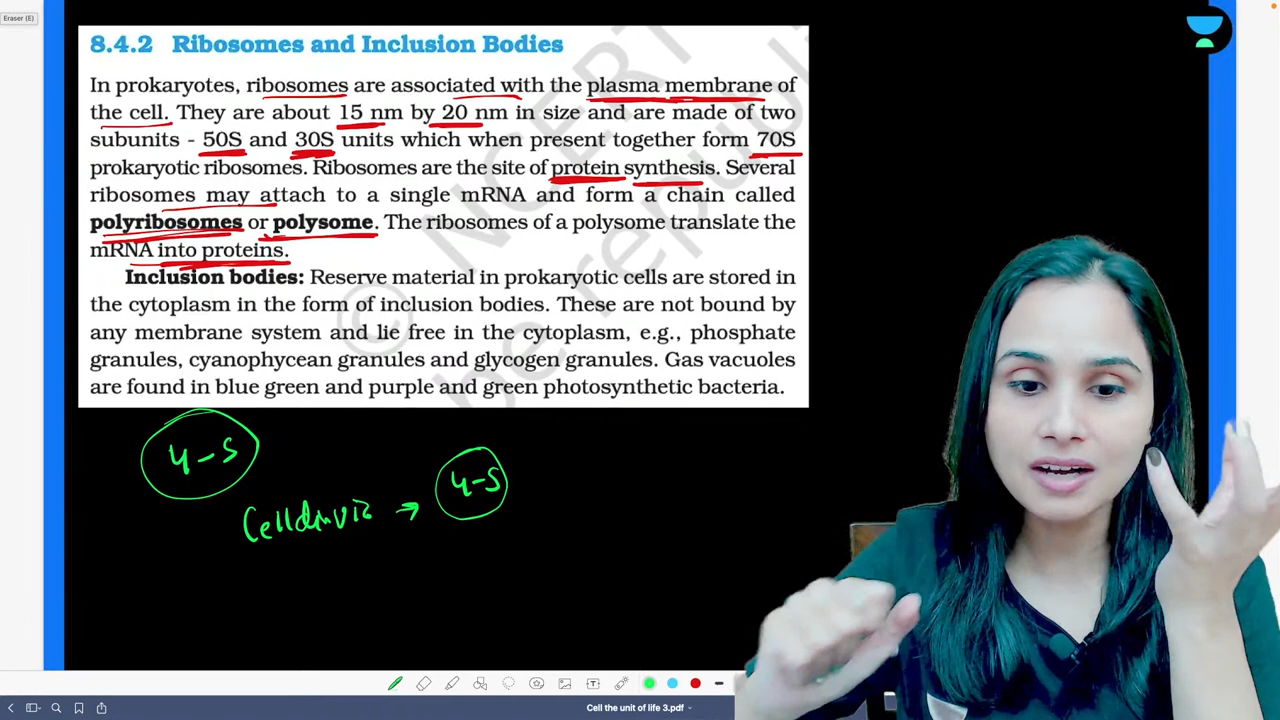 Eraser (E)
8.4.2 Ribosomes and Inclusion Bodies
In prokaryotes, ribosomes are associated with the plasma membrane of
the cell. They are about 15 nm by 20 nm in size and are made of two
subunits - 50S and 30S units which when present together form 70S
prokaryotic ribosomes. Ribosomes are the site of protein synthesis. Several
ribosomes may attach to a single mRNA and form a chain called
polyribosomes or polysome. The ribosomes of a polysome translate the
mRNA into proteins.
Inclusion bodies: Reserve material in prokaryotic cells are stored in
the cytoplasm in the form of inclusion bodies. These are not bound by
any membrane system and lie free in the cytoplasm, e.g., phosphate
granules, cyanophycean granules and glycogen granules. Gas vacuoles
are found in blue green and purple and green photosynthetic bacteria.
© NCERT
be republi
4-5
4-5
Cell the unit of life 3.pdf